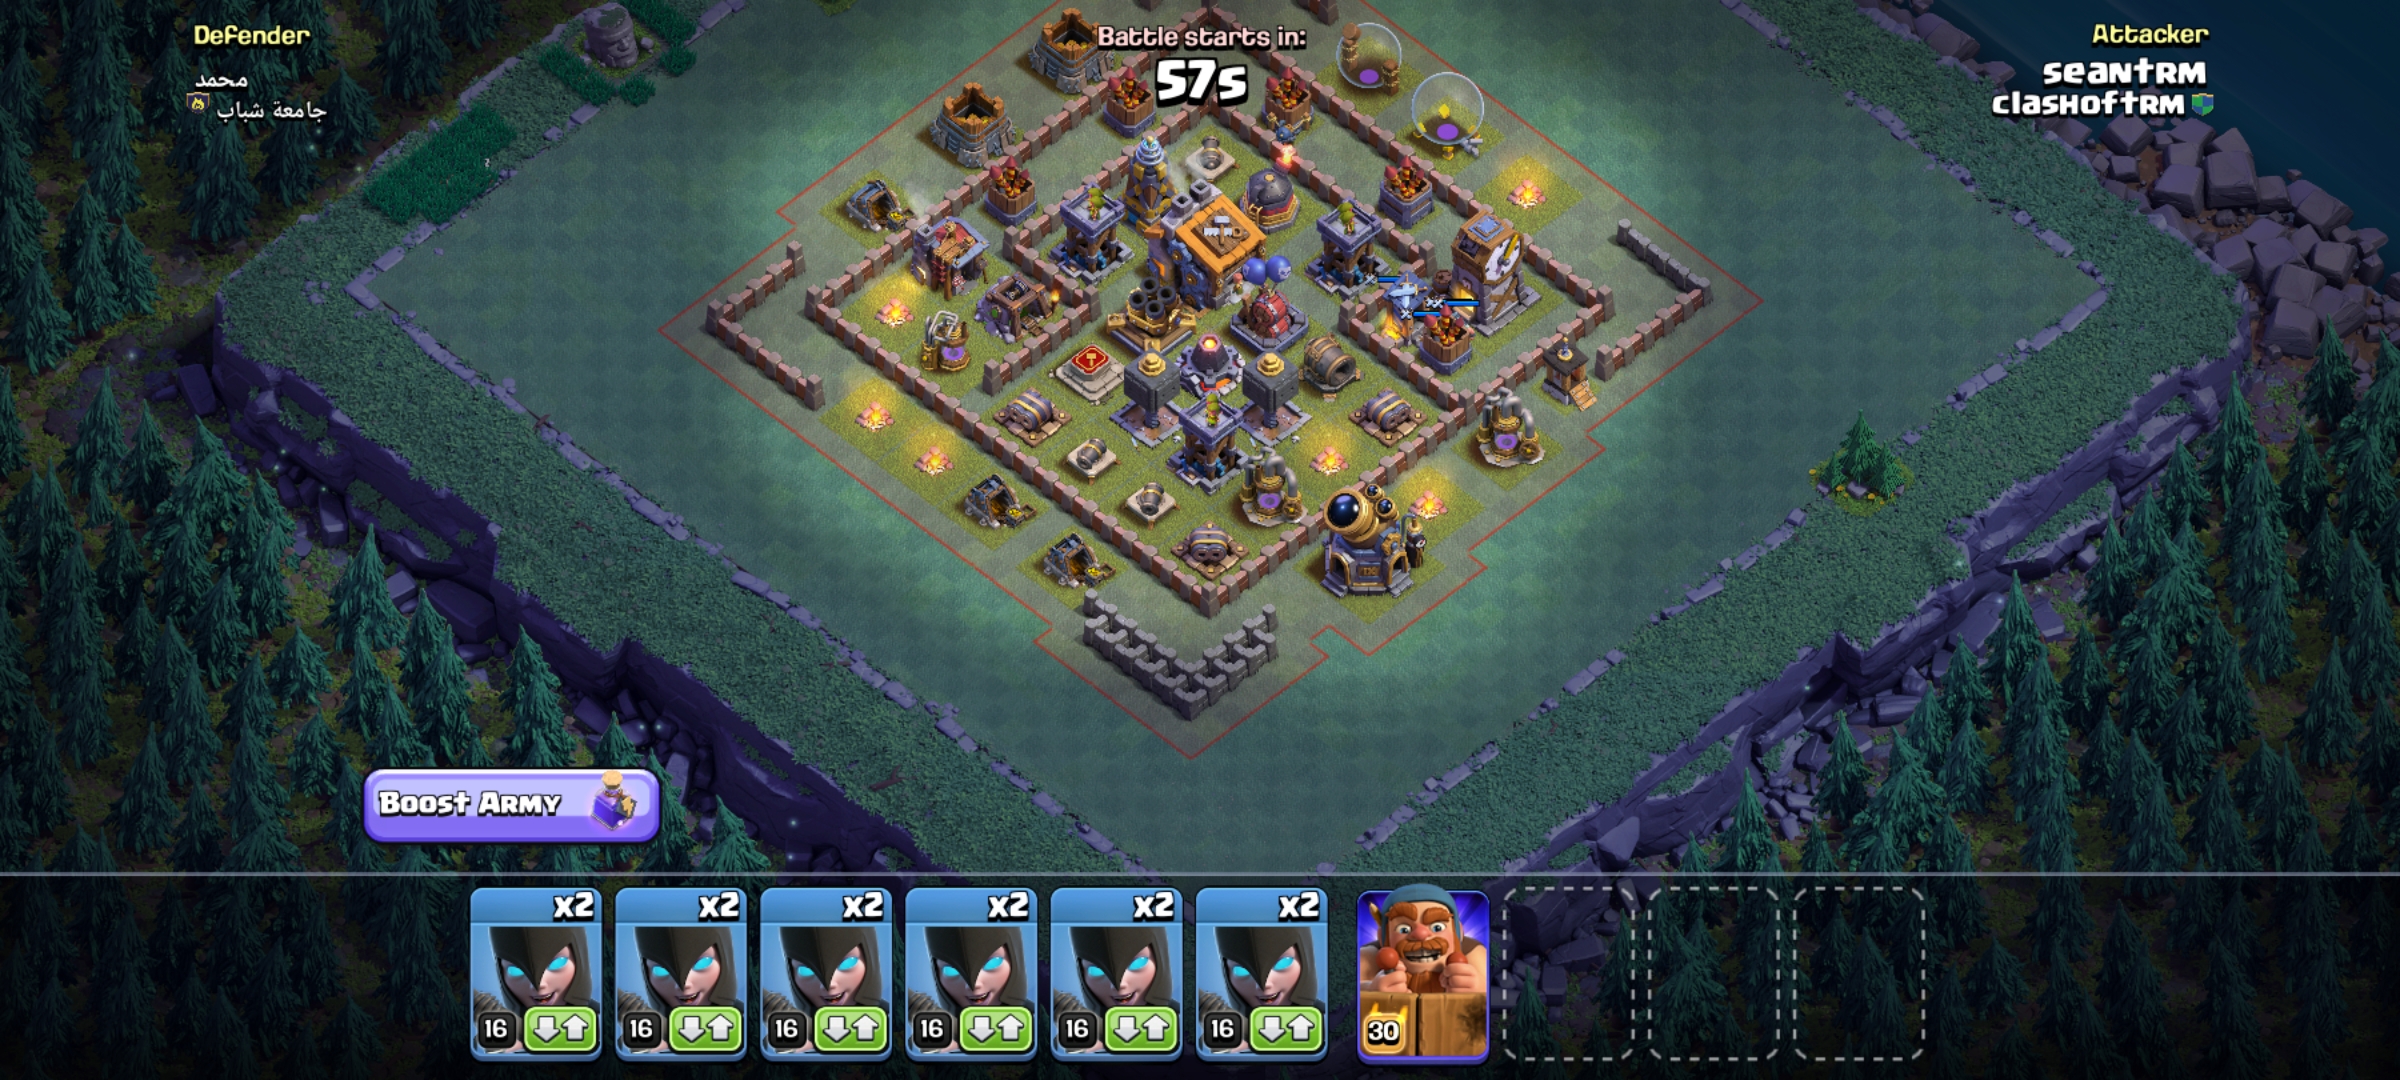 Defender
محمد
جامعة شباب
Battle starts in:
57s
Attacker
seantRM
clashoftRM
Boost Army
x2
x2
x2
x2
x2
x2
16
16
16
16
16
16
30